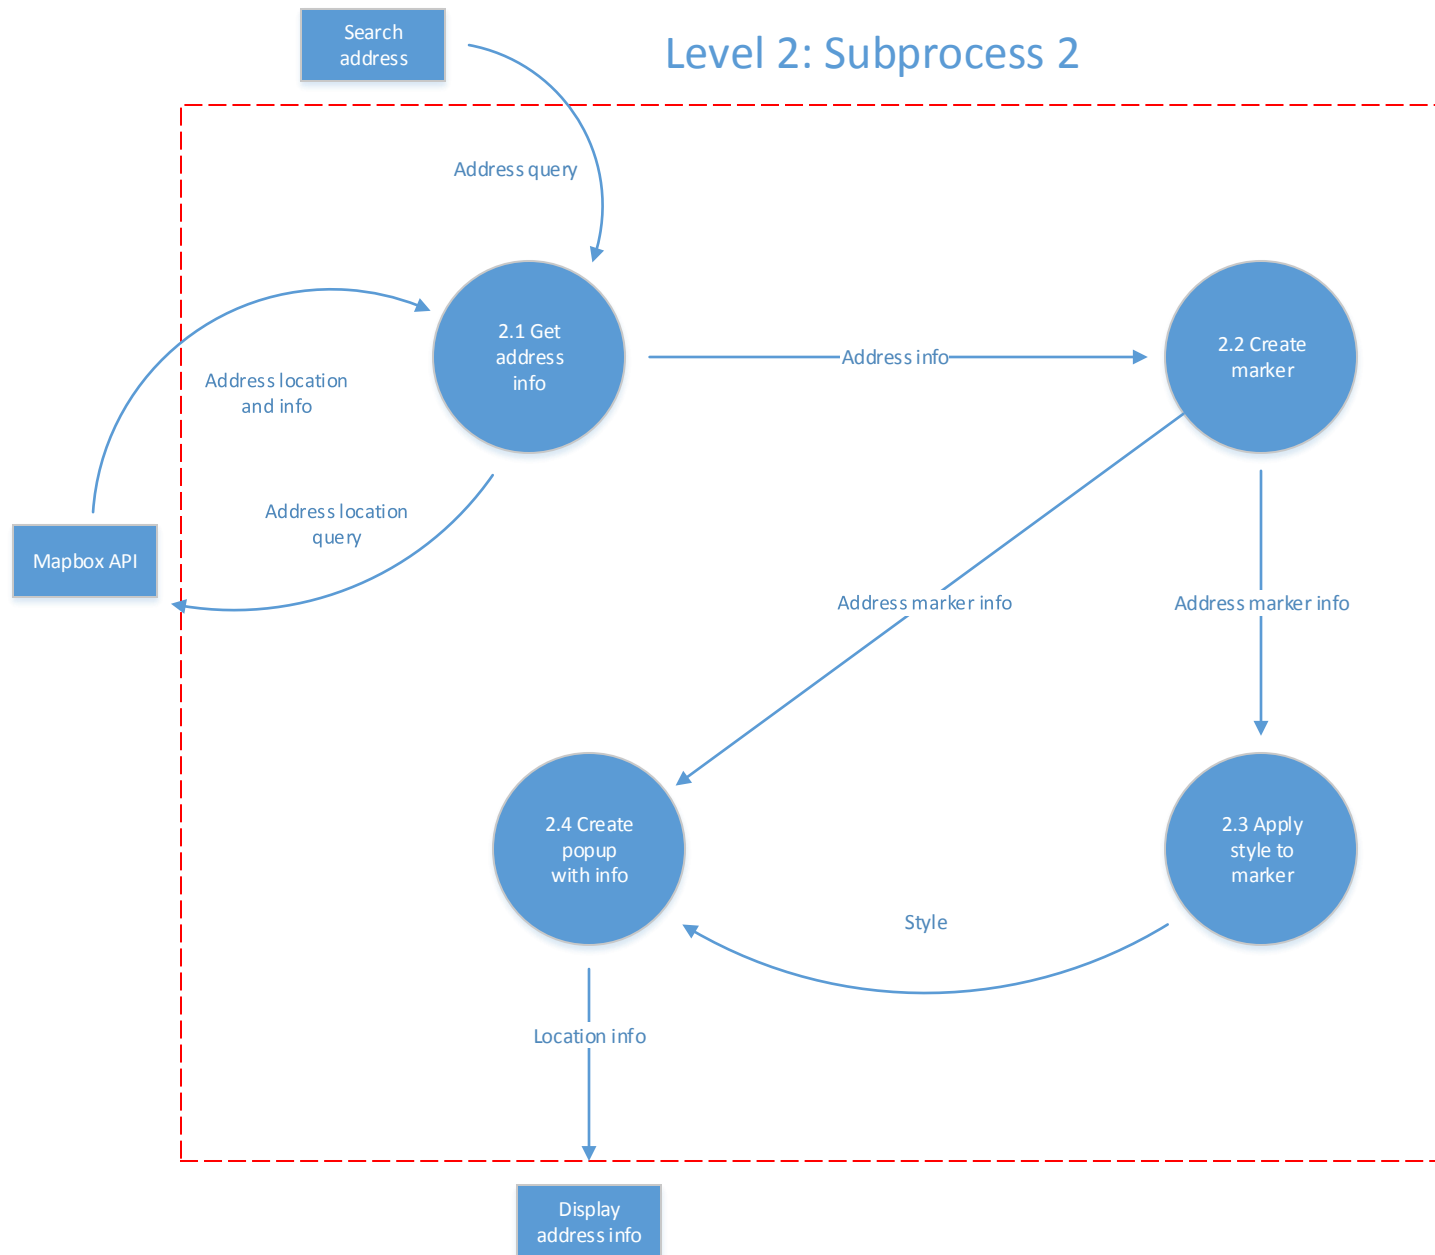 Search
address
Level 2: Subprocess 2
Address query
2.1 Get
address
info
Address info
2.2 Create
marker
Address location
and info
Address location
query
Mapbox API
Address marker info
Address marker info
2.4 Create
popup
with info
2.3 Apply
style to
marker
Style
Location info
Display
address info